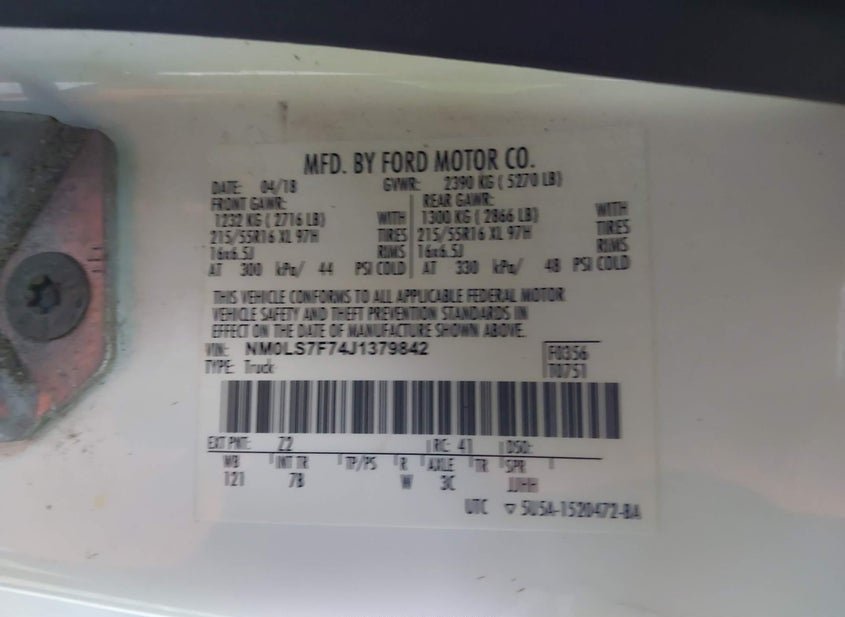 MFD. BY FORD MOTOR CO.
DATE: 04/18 GVWR: 2390 KG ( 5270 LB)
FRONT GAWR: REAR GAWR:
1232 KG ( 2716 LB) WITH 1300 KG ( 2866 LB) WITH
215/55R16 XL 97H TIRES 215/55R16 XL 97H TIRES
16x6.5J RIMS 16x6.5J RIMS
AT 300 kPa/ 44 PSI COLD AT 330 kPa/ 48 PSI COLD
THIS VEHICLE CONFORMS TO ALL APPLICABLE FEDERAL MOTOR
VEHICLE SAFETY AND THEFT PREVENTION STANDARDS IN
EFFECT ON THE DATE OF MANUFACTURE SHOWN ABOVE.
VIN: NM0LS7F74J1379842 F0356
TYPE: Truck T0751
EXT PNT: Z2 RC: 41 DSO:
WB INT TR TP/PS R AXLE TR SPR
121 7B W 3C JJHH
UTC ▽ 5U5A-1520472-BA